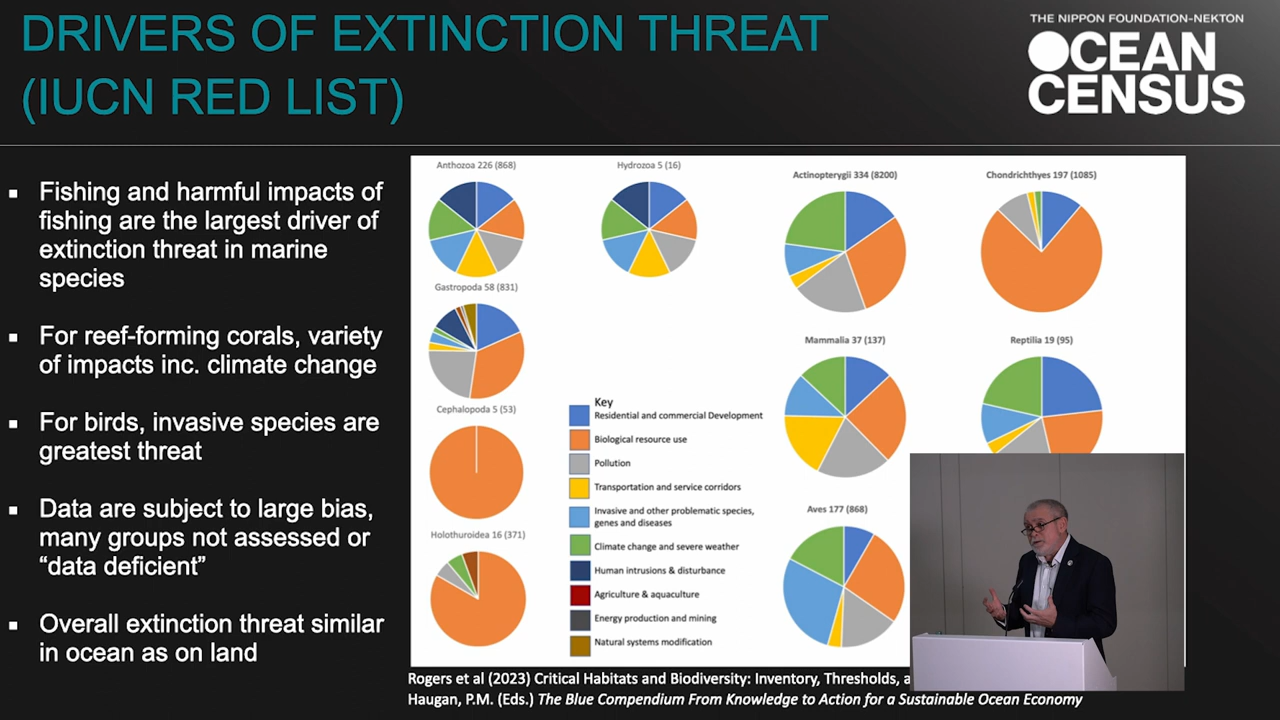 DRIVERS OF EXTINCTION THREAT
(IUCN RED LIST)
THE NIPPON FOUNDATION-NEKTON
OCEAN
CENSUS
▪ Fishing and harmful impacts of
fishing are the largest driver of
extinction threat in marine
species
▪ For reef-forming corals, variety
of impacts inc. climate change
▪ For birds, invasive species are
greatest threat
▪ Data are subject to large bias,
many groups not assessed or
“data deficient”
▪ Overall extinction threat similar
in ocean as on land
Anthozoa 226 (868)
Hydrozoa 5 (16)
Actinopterygii 334 (8200)
Chondrichthyes 197 (1085)
Gastropoda 58 (831)
Mammalia 37 (137)
Reptilia 19 (95)
Cephalopoda 5 (53)
Holothuroidea 16 (371)
Aves 177 (868)
Key
Residential and commercial Development
Biological resource use
Pollution
Transportation and service corridors
Invasive and other problematic species,
genes and diseases
Climate change and severe weather
Human intrusions & disturbance
Agriculture & aquaculture
Energy production and mining
Natural systems modification
Rogers et al (2023) Critical Habitats and Biodiversity: Inventory, Thresholds,
Haugan, P.M. (Eds.) The Blue Compendium From Knowledge to Action for a Sustainable Ocean Economy